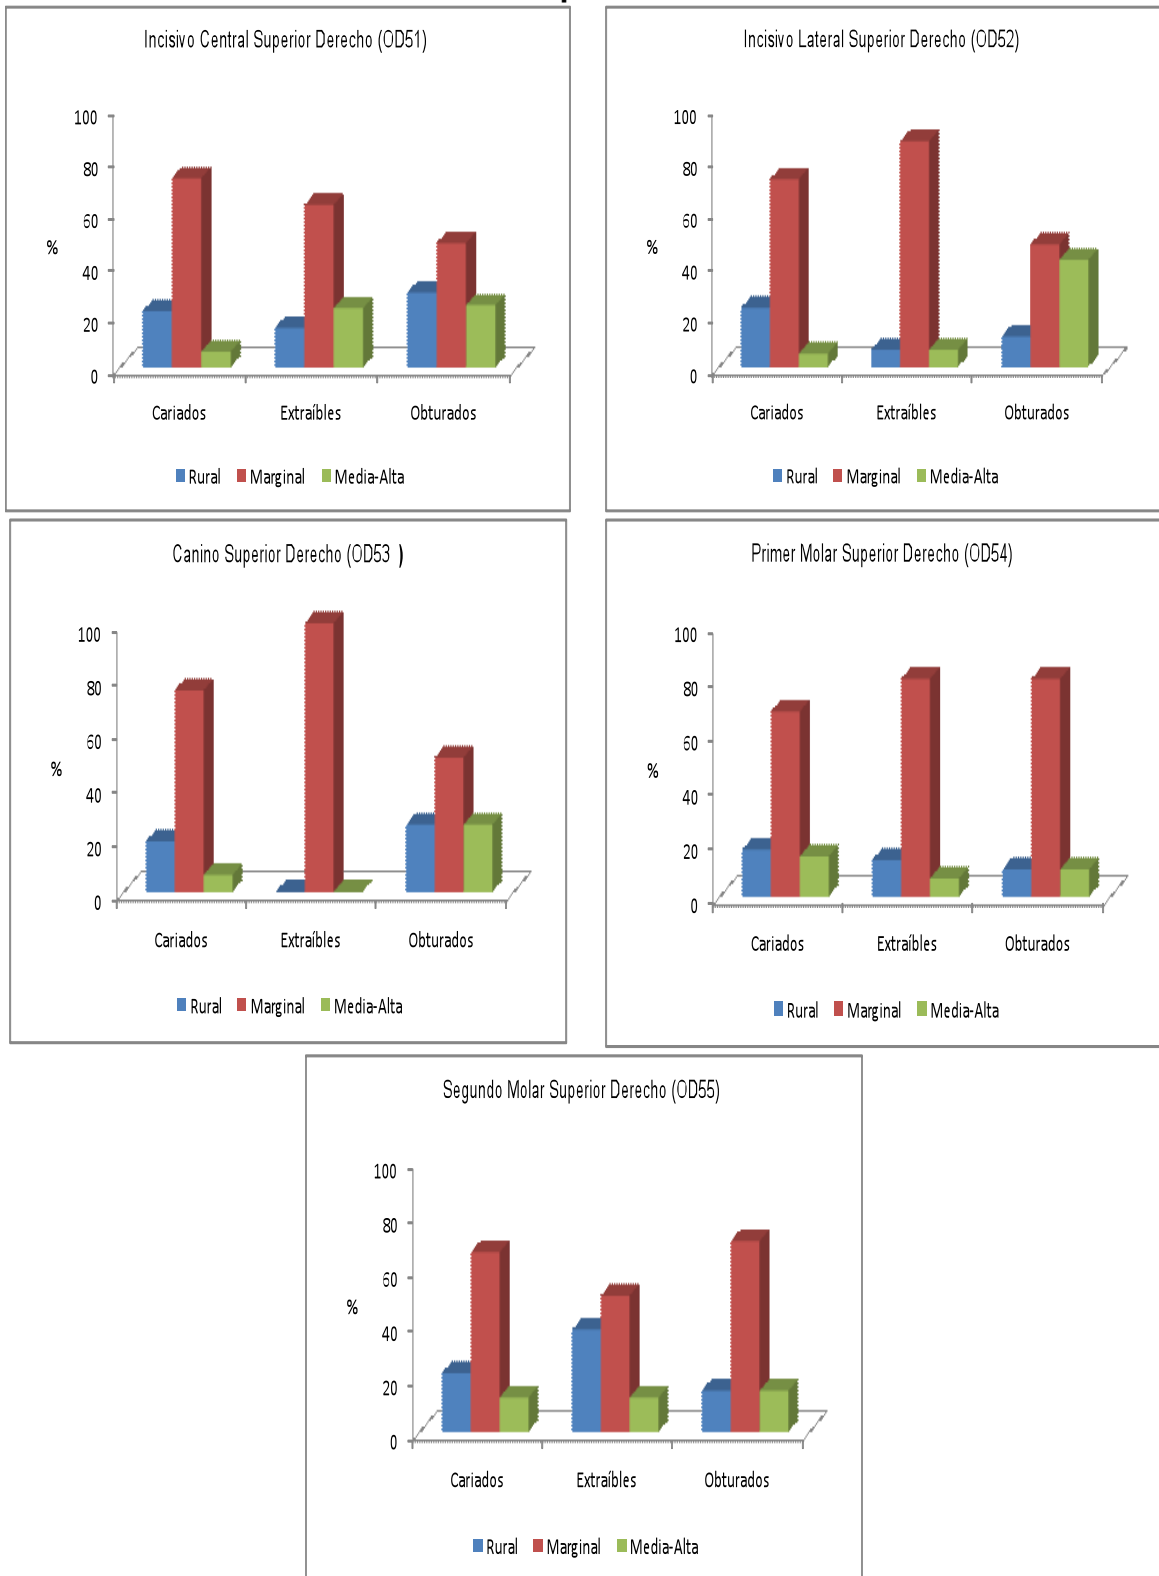 Incisivo Central Superior Derecho (OD51)
100
80
60
40
20
0
%
Cariados Extraíbles Obturados
Rural Marginal Media-Alta
Incisivo Lateral Superior Derecho (OD52)
100
80
60
40
20
0
%
Cariados Extraíbles Obturados
Rural Marginal Media-Alta
Canino Superior Derecho (OD53 )
100
80
60
40
20
0
%
Cariados Extraíbles Obturados
Rural Marginal Media-Alta
Primer Molar Superior Derecho (OD54)
100
80
60
40
20
0
%
Cariados Extraíbles Obturados
Rural Marginal Media-Alta
Segundo Molar Superior Derecho (OD55)
100
80
60
40
20
0
%
Cariados Extraíbles Obturados
Rural Marginal Media-Alta